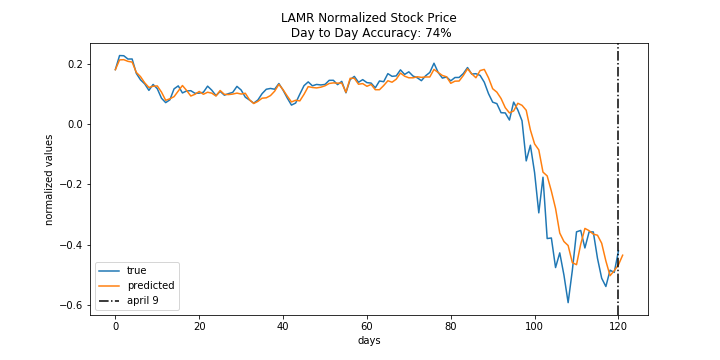 LAMR Normalized Stock Price
Day to Day Accuracy: 74%
normalized values
0.2
0.0
−0.2
−0.4
−0.6
true
predicted
april 9
0 20 40 60 80 100 120
days